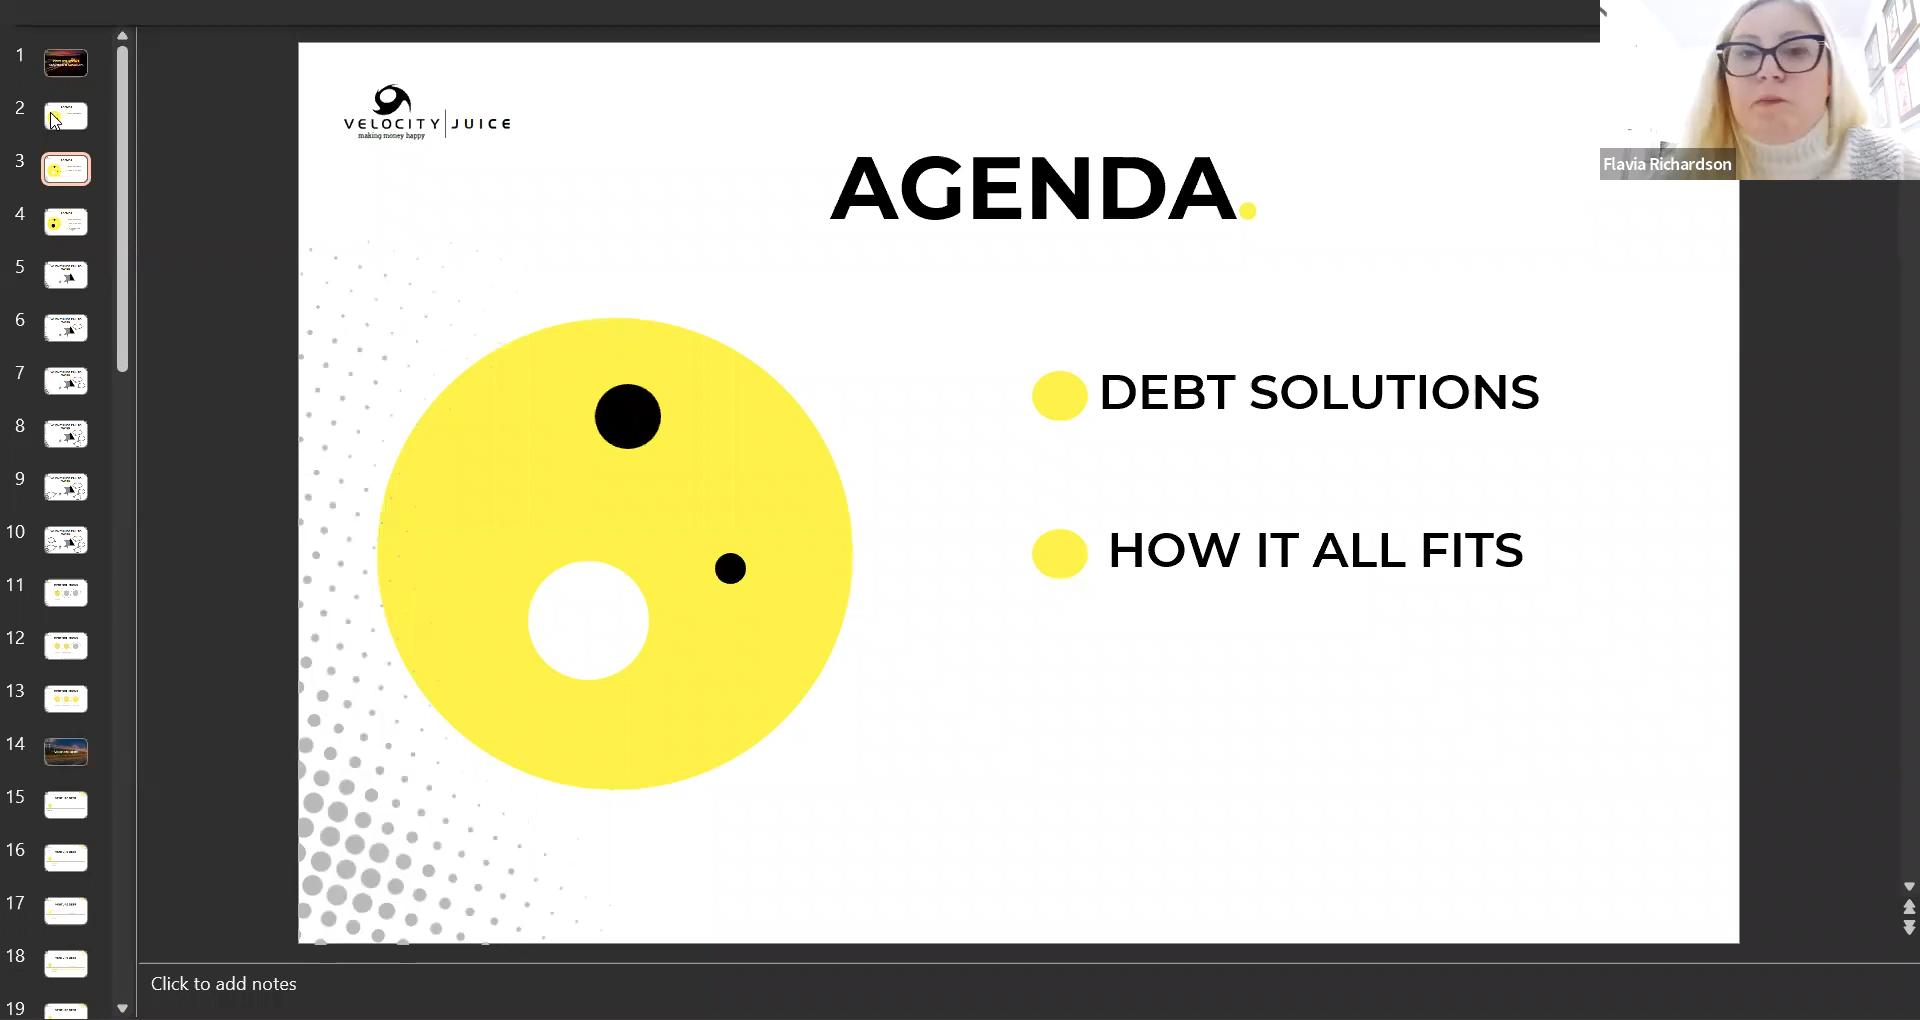 VELOCITY JUICE
making money happy
AGENDA.
DEBT SOLUTIONS
HOW IT ALL FITS
Flavia Richardson
1
2
3
4
5
6
7
8
9
10
11
12
13
14
15
16
17
18
19
Click to add notes